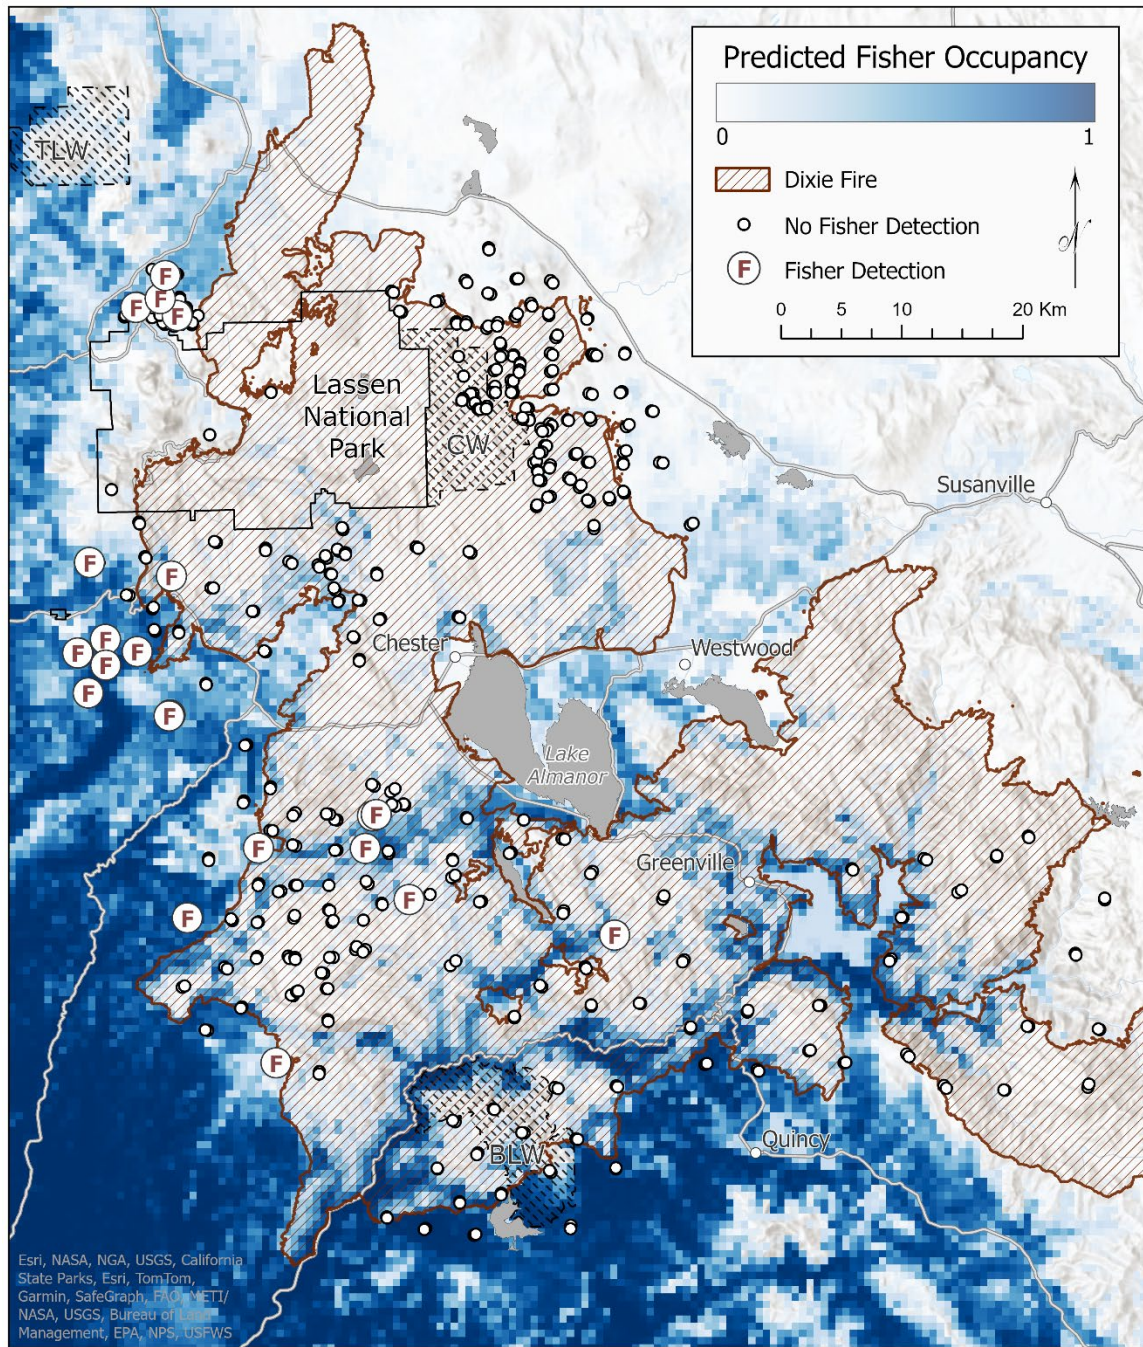 Predicted Fisher Occupancy
0 1
Dixie Fire
No Fisher Detection
F Fisher Detection
0 5 10 20 Km
TLW
F
F
F
F
Lassen
National
Park
CW
Susanville
F
F
F
F
F
F
F
F
Chester
Westwood
Lake
Almanor
F
F
F
Greenville
F
F
F
F
BLW
Quincy
Esri, NASA, NGA, USGS, California
State Parks, Esri, TomTom,
Garmin, SafeGraph, FAO, METI/
NASA, USGS, Bureau of Land
Management, EPA, NPS, USFWS